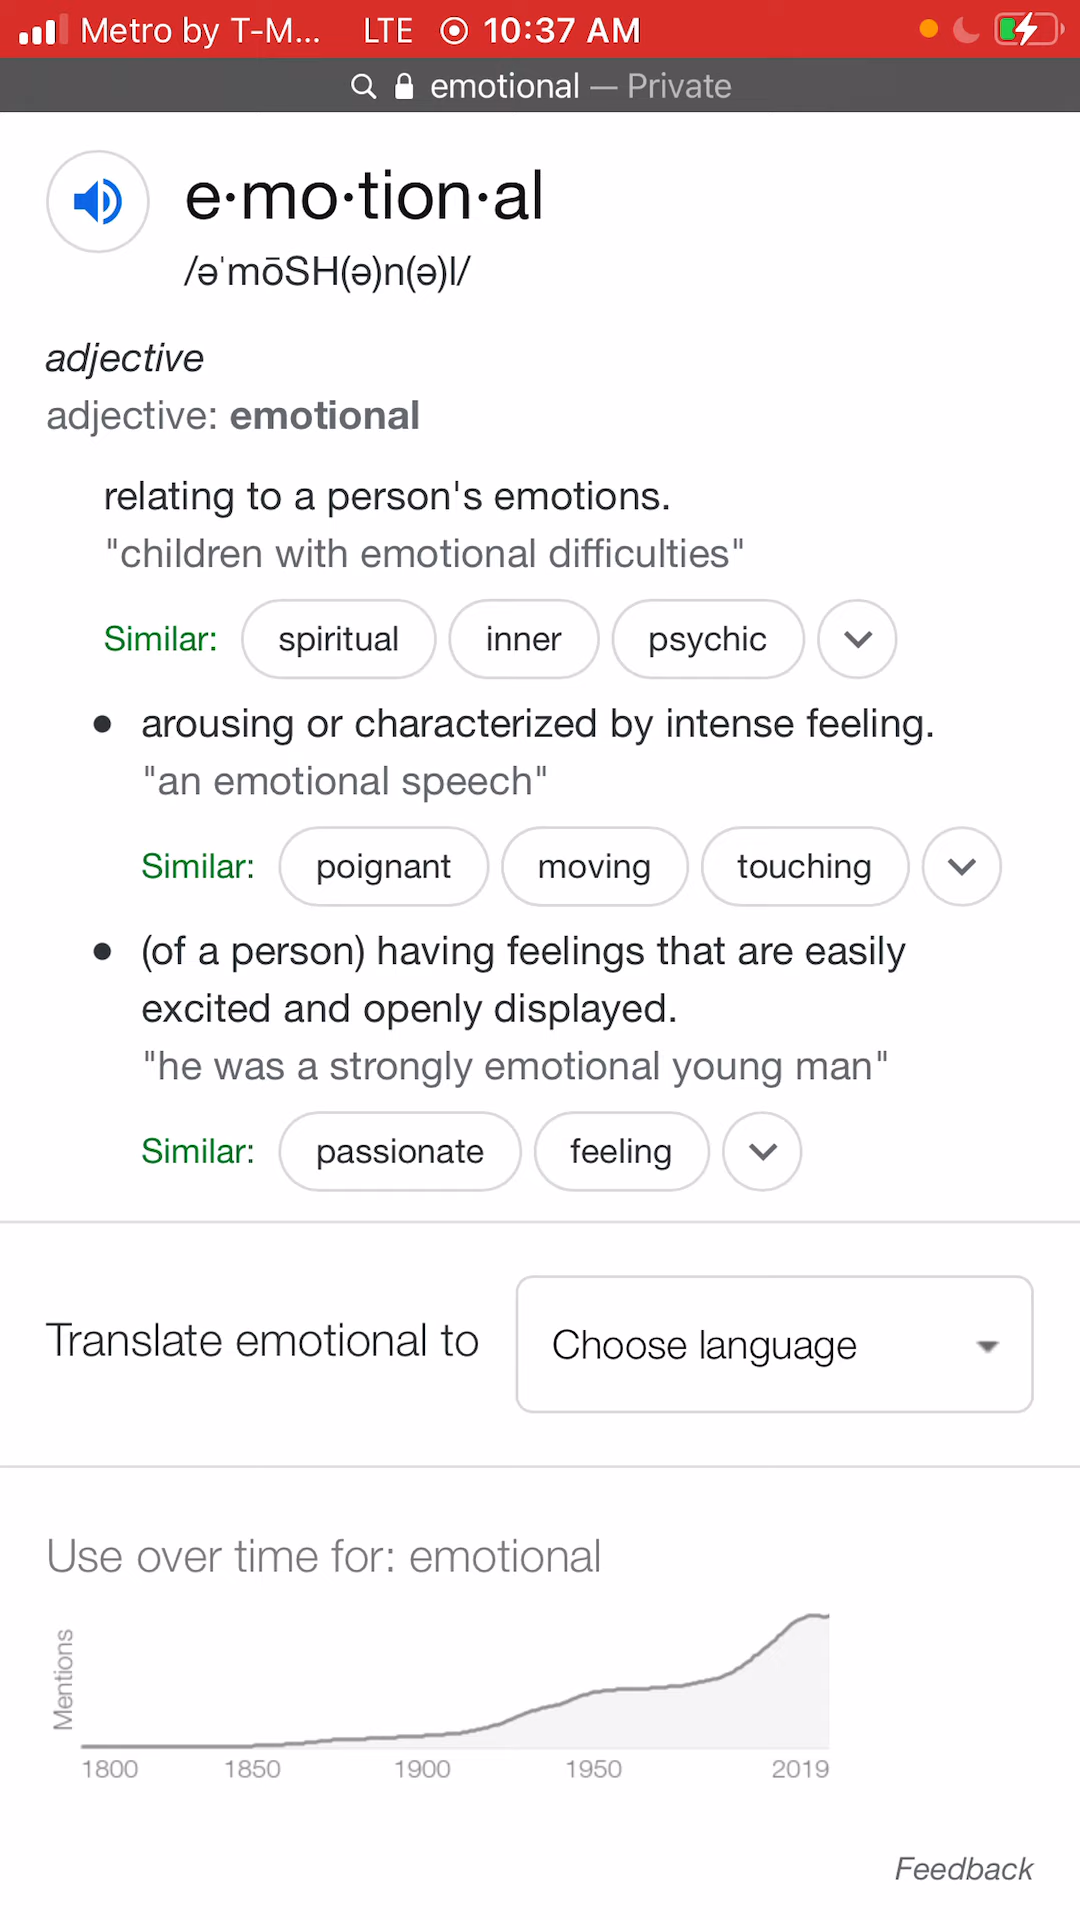 Metro by T-M... LTE 10:37 AM
emotional — Private
e·mo·tion·al
/əˈmōSH(ə)n(ə)l/
adjective
adjective: emotional
relating to a person's emotions.
"children with emotional difficulties"
Similar: spiritual inner psychic
• arousing or characterized by intense feeling.
"an emotional speech"
Similar: poignant moving touching
• (of a person) having feelings that are easily
excited and openly displayed.
"he was a strongly emotional young man"
Similar: passionate feeling
Translate emotional to Choose language
Use over time for: emotional
Mentions
1800 1850 1900 1950 2019
Feedback